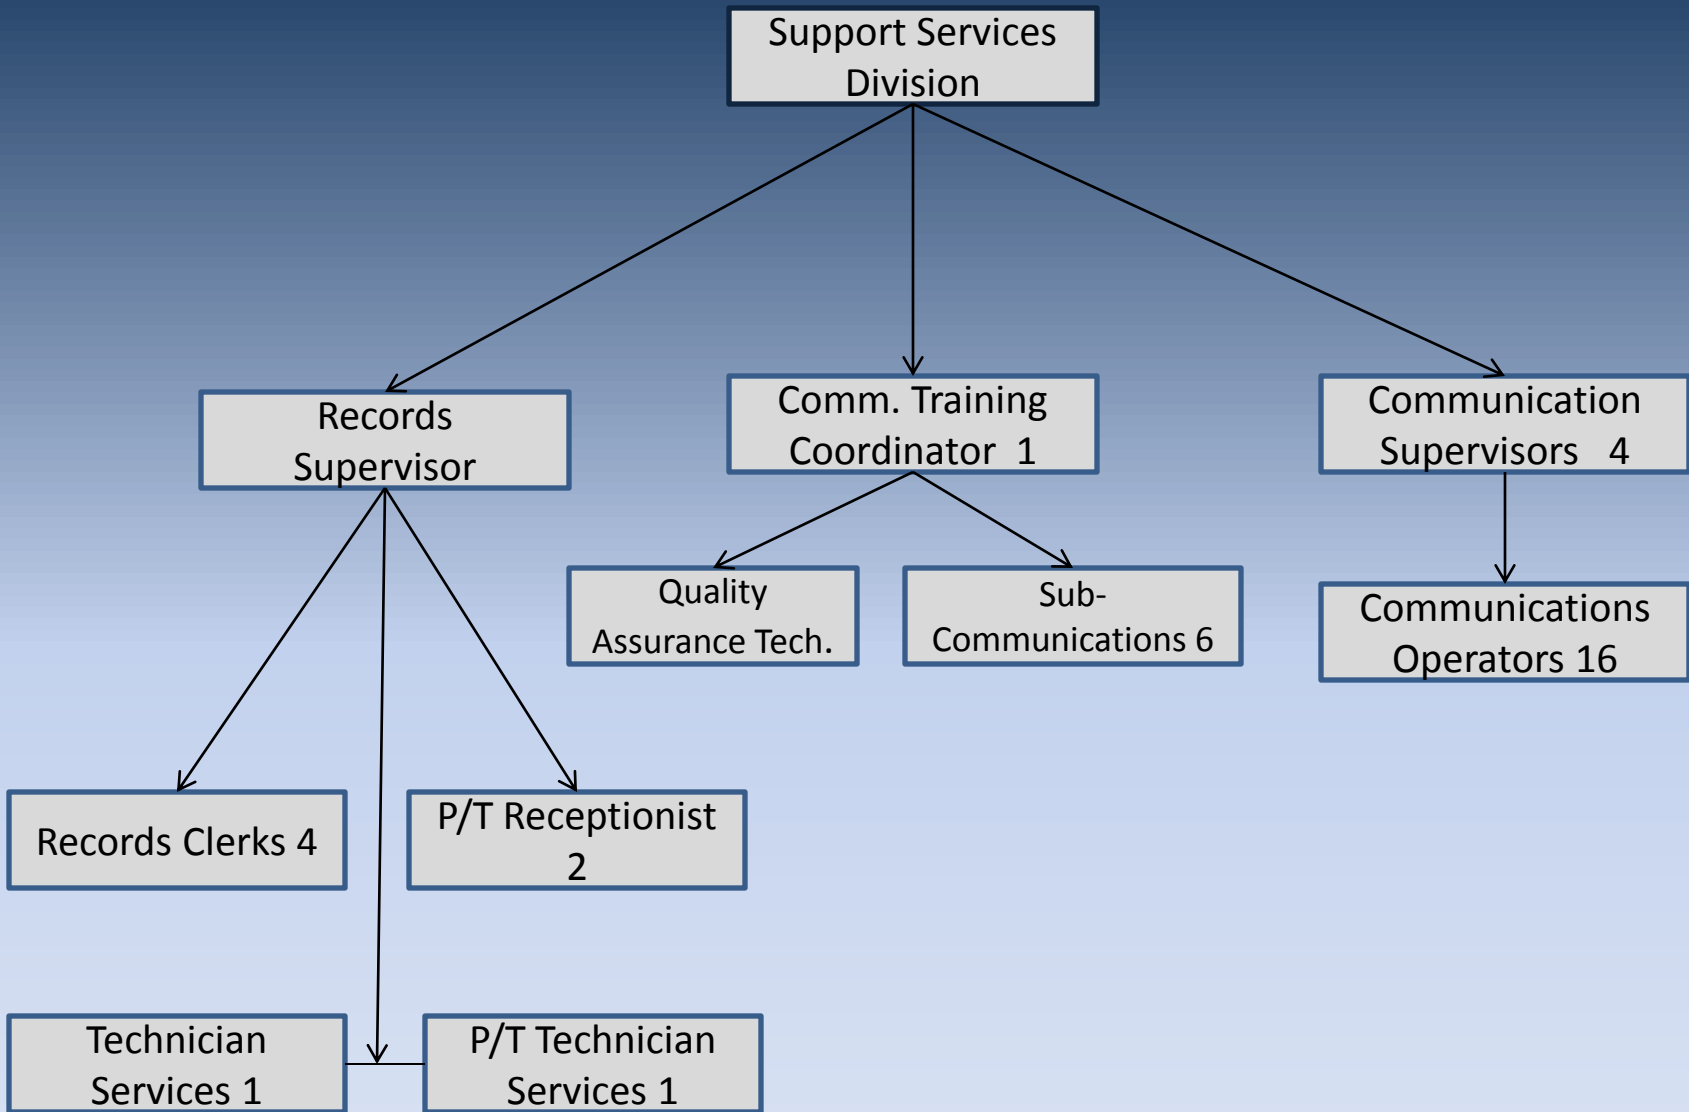 Support Services
Division
Records
Supervisor
Comm. Training
Coordinator 1
Communication
Supervisors 4
Quality
Assurance Tech.
Sub-
Communications 6
Communications
Operators 16
Records Clerks 4
P/T Receptionist
2
Technician
Services 1
P/T Technician
Services 1